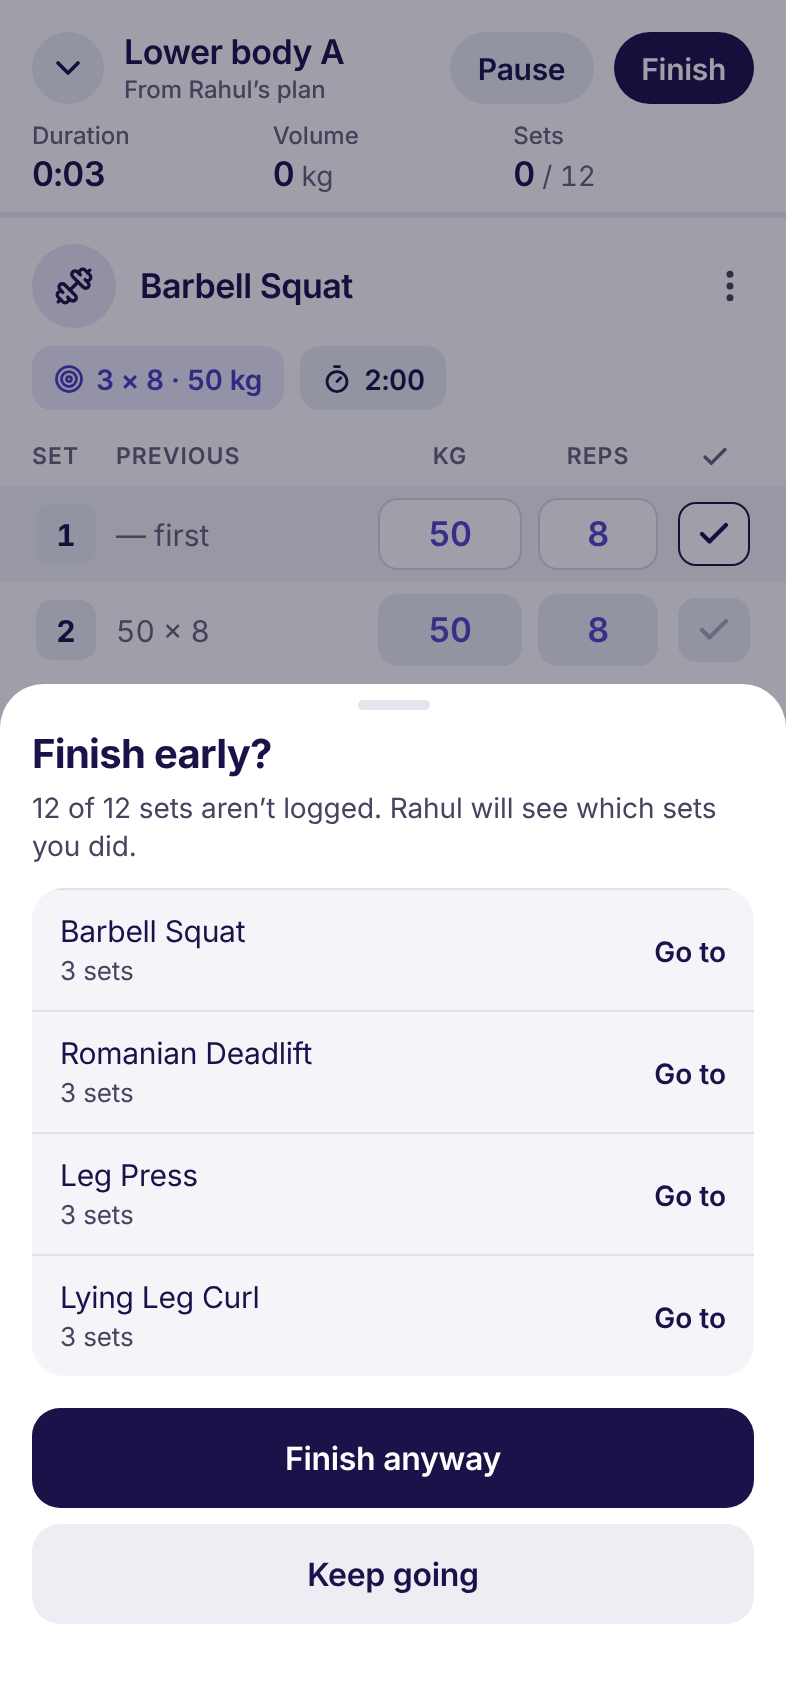 Lower body A
From Rahul’s plan
Pause
Finish
Duration
Volume
Sets
0:03
0 kg
0 / 12
Barbell Squat
3 × 8 · 50 kg
2:00
SET PREVIOUS KG REPS
1 — first 50 8
2 50 × 8 50 8
Finish early?
12 of 12 sets aren’t logged. Rahul will see which sets
you did.
Barbell Squat
3 sets
Go to
Romanian Deadlift
3 sets
Go to
Leg Press
3 sets
Go to
Lying Leg Curl
3 sets
Go to
Finish anyway
Keep going